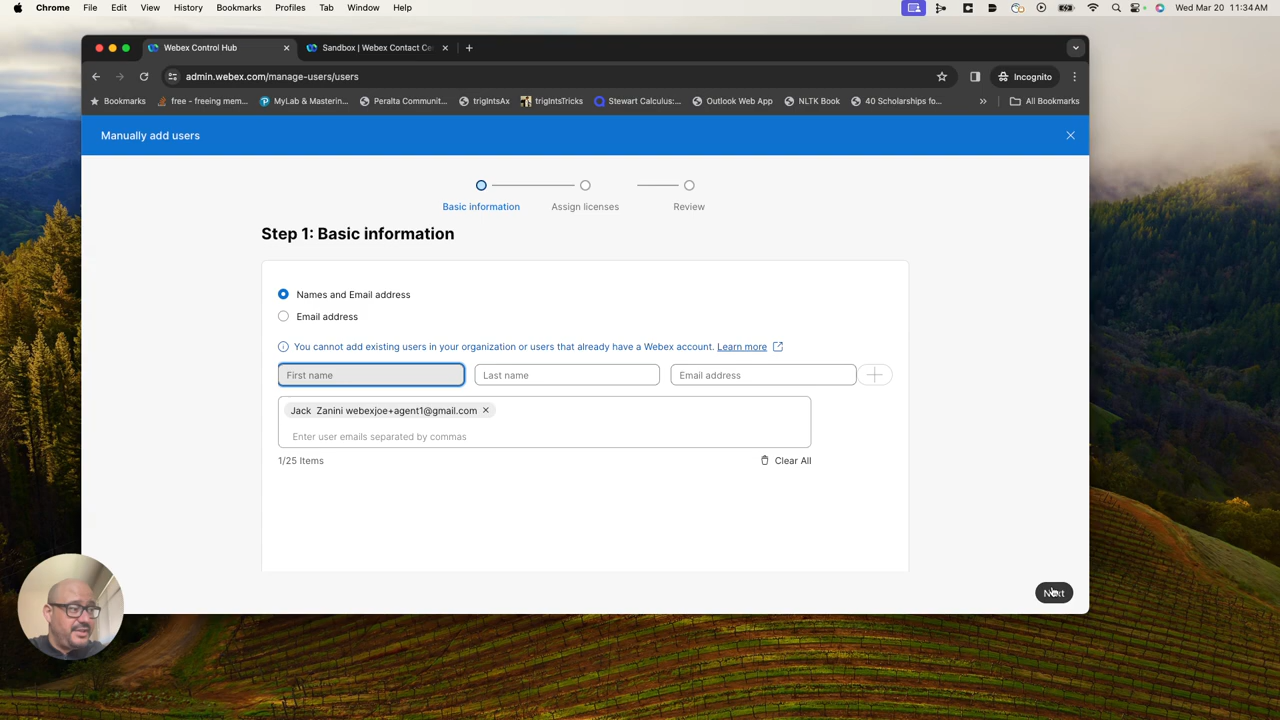 Chrome File Edit View History Bookmarks Profiles Tab Window Help Wed Mar 20 11:34 AM
Webex Control Hub
Sandbox | Webex Contact Ce
admin.webex.com/manage-users/users
Incognito
Bookmarks
free - freeing mem...
MyLab & Masterin...
Peralta Communit...
trigIntsAx
trigIntsTricks
Stewart Calculus:...
Outlook Web App
NLTK Book
40 Scholarships fo...
»
All Bookmarks
Manually add users
Basic information
Assign licenses
Review
Step 1: Basic information
Names and Email address
Email address
You cannot add existing users in your organization or users that already have a Webex account. Learn more
First name
Last name
Email address
Jack Zanini webexjoe+agent1@gmail.com
Enter user emails separated by commas
1/25 Items
Clear All
Next